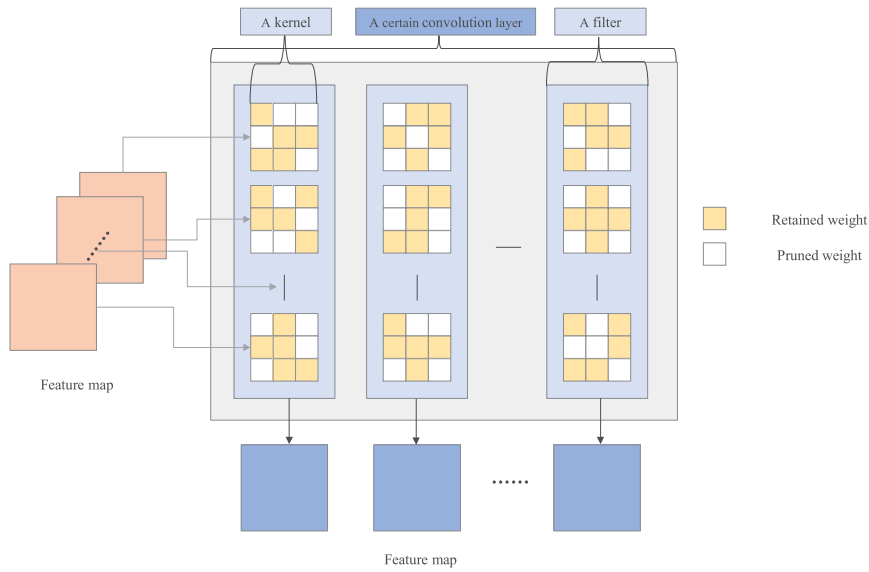 A kernel
A certain convolution layer
A filter
Retained weight
Pruned weight
Feature map
Feature map